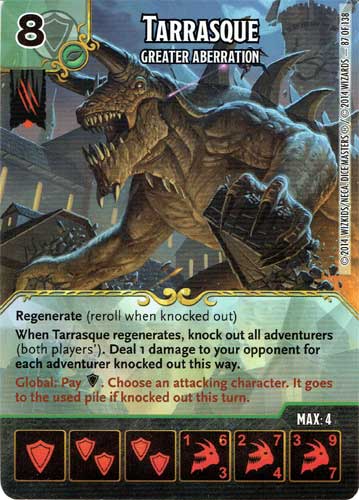 8
TARRASQUE
GREATER ABERRATION
©2014 WIZKIDS/NECA/DICE MASTERS ®/©2014 WIZARDS — 87 OF 138
Regenerate (reroll when knocked out)
When Tarrasque regenerates, knock out all adventurers
(both players'). Deal 1 damage to your opponent for
each adventurer knocked out this way.
Global: Pay . Choose an attacking character. It goes
to the used pile if knocked out this turn.
MAX: 4
1 6 3
2 7 4
3 9 7